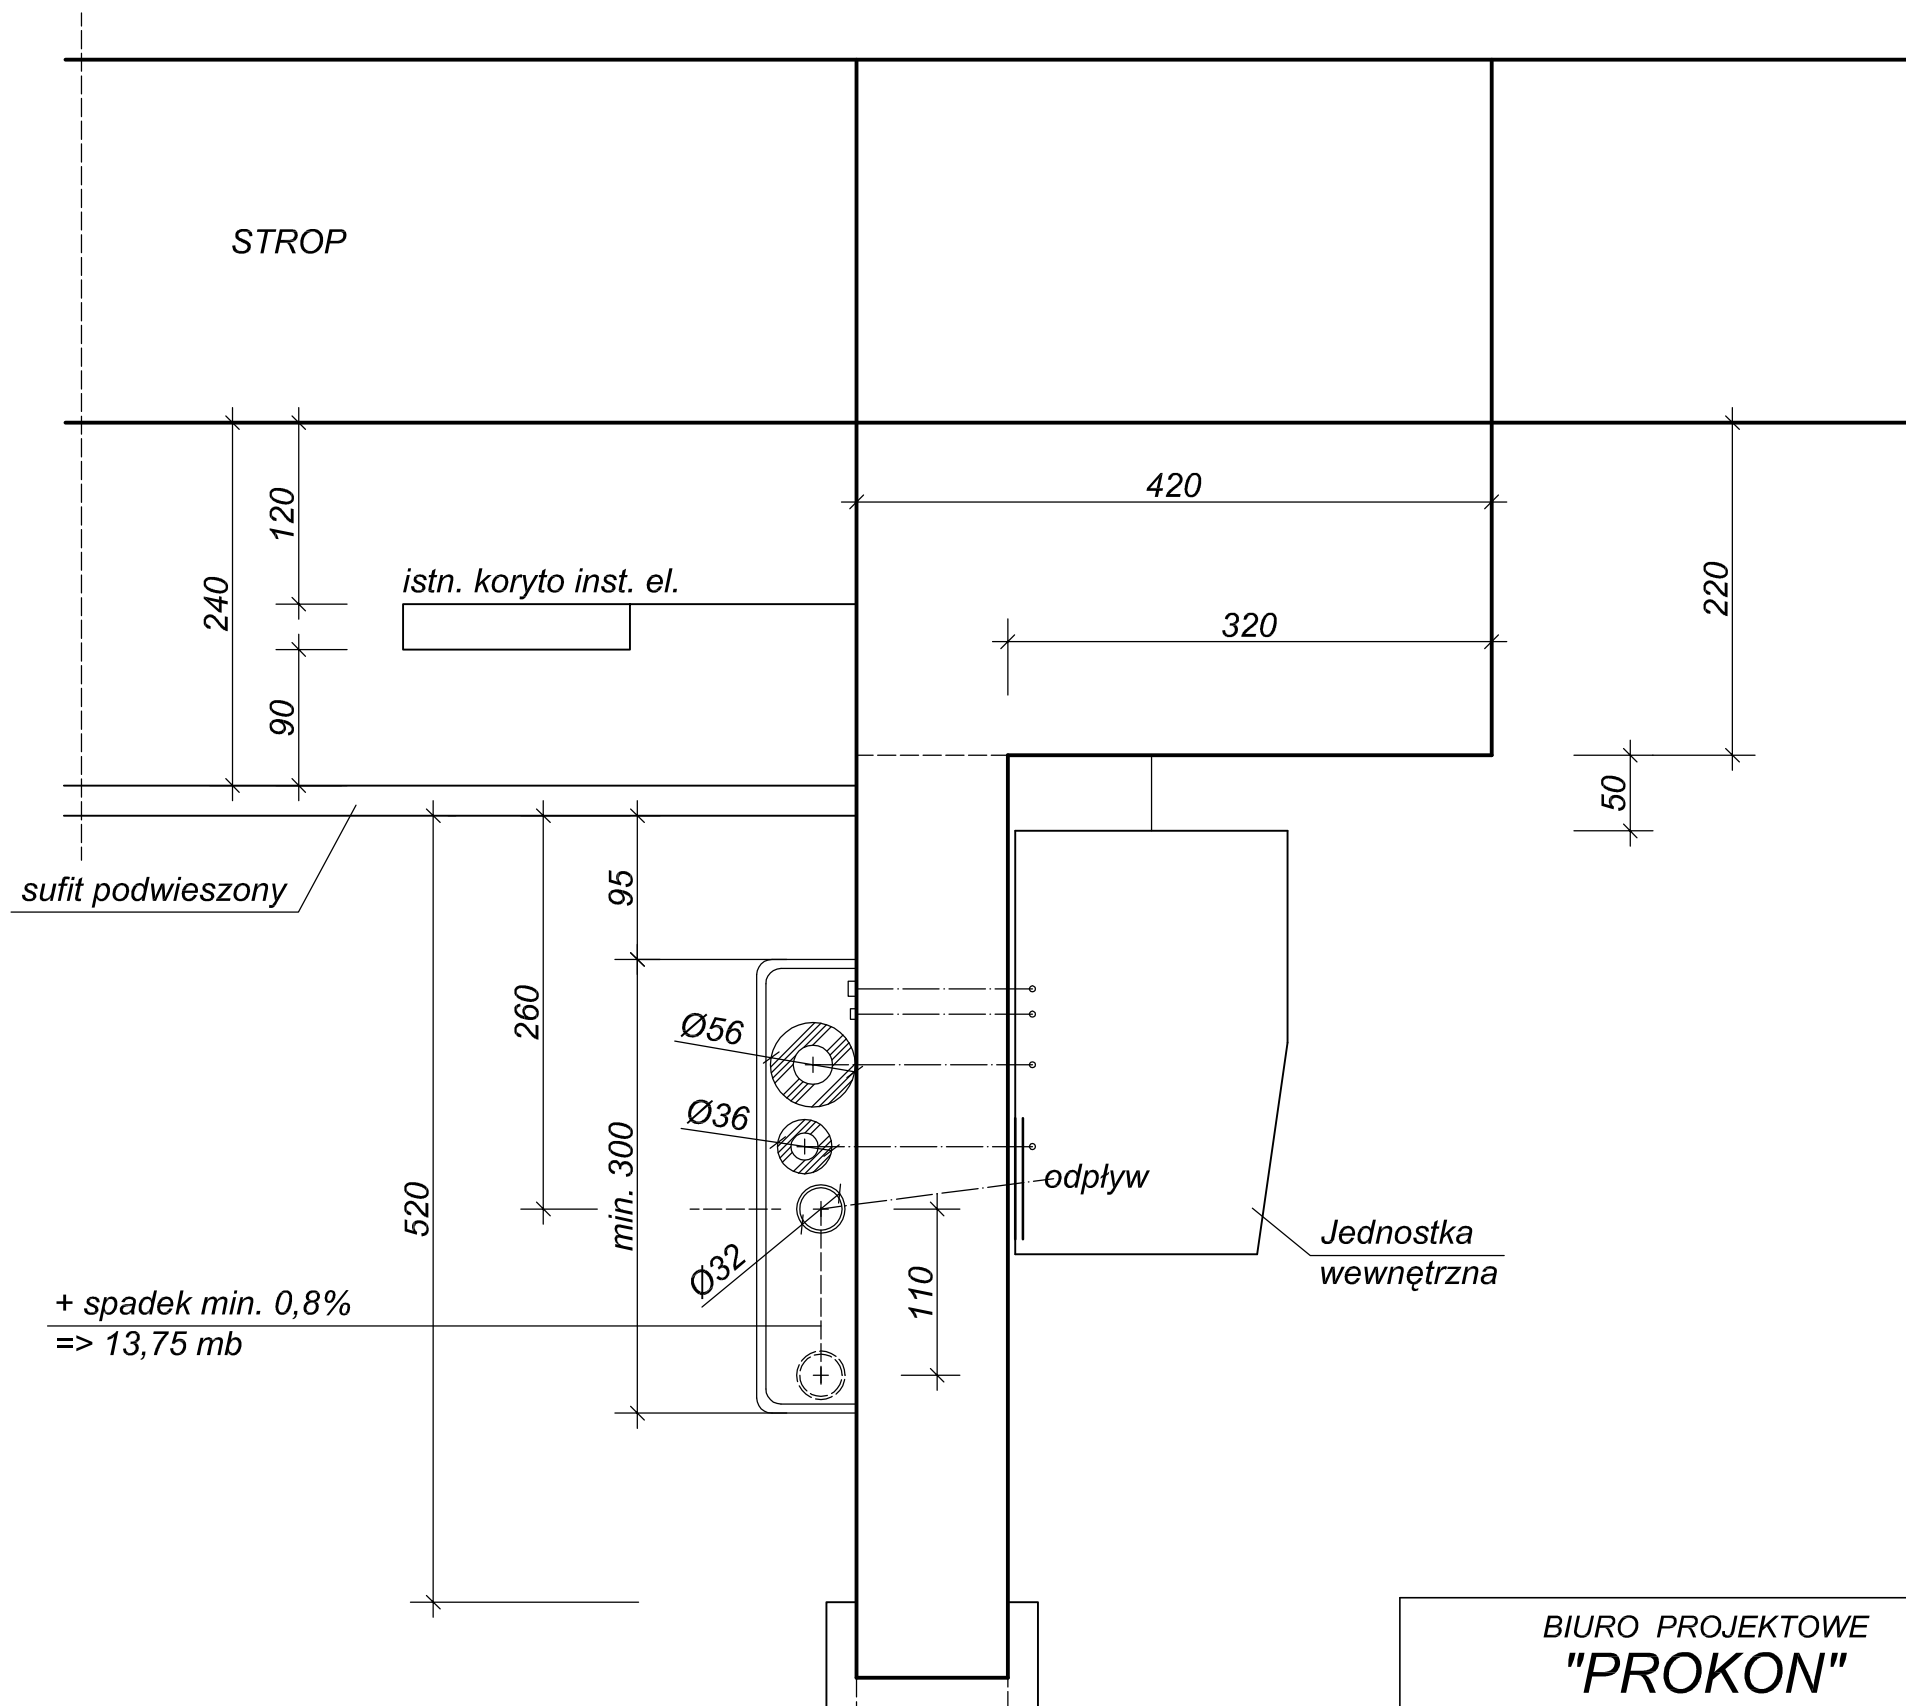 STROP
420
120
240
istn. koryto inst. el.
220
320
90
50
sufit podwieszony
95
260
Ø56
Ø36
min. 300
odpływ
520
Ø32
110
Jednostka
wewnętrzna
+ spadek min. 0,8%
=> 13,75 mb
BIURO PROJEKTOWE
"PROKON"